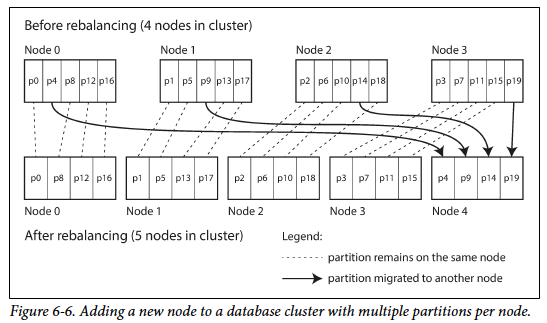 Before rebalancing (4 nodes in cluster)
Node 0 Node 1 Node 2 Node 3
p0 p4 p8 p12 p16 p1 p5 p9 p13 p17 p2 p6 p10 p14 p18 p3 p7 p11 p15 p19
p0 p8 p12 p16 p1 p5 p13 p17 p2 p6 p10 p18 p3 p7 p11 p15 p4 p9 p14 p19
Node 0 Node 1 Node 2 Node 3 Node 4
After rebalancing (5 nodes in cluster)
Legend:
partition remains on the same node
partition migrated to another node
Figure 6-6. Adding a new node to a database cluster with multiple partitions per node.